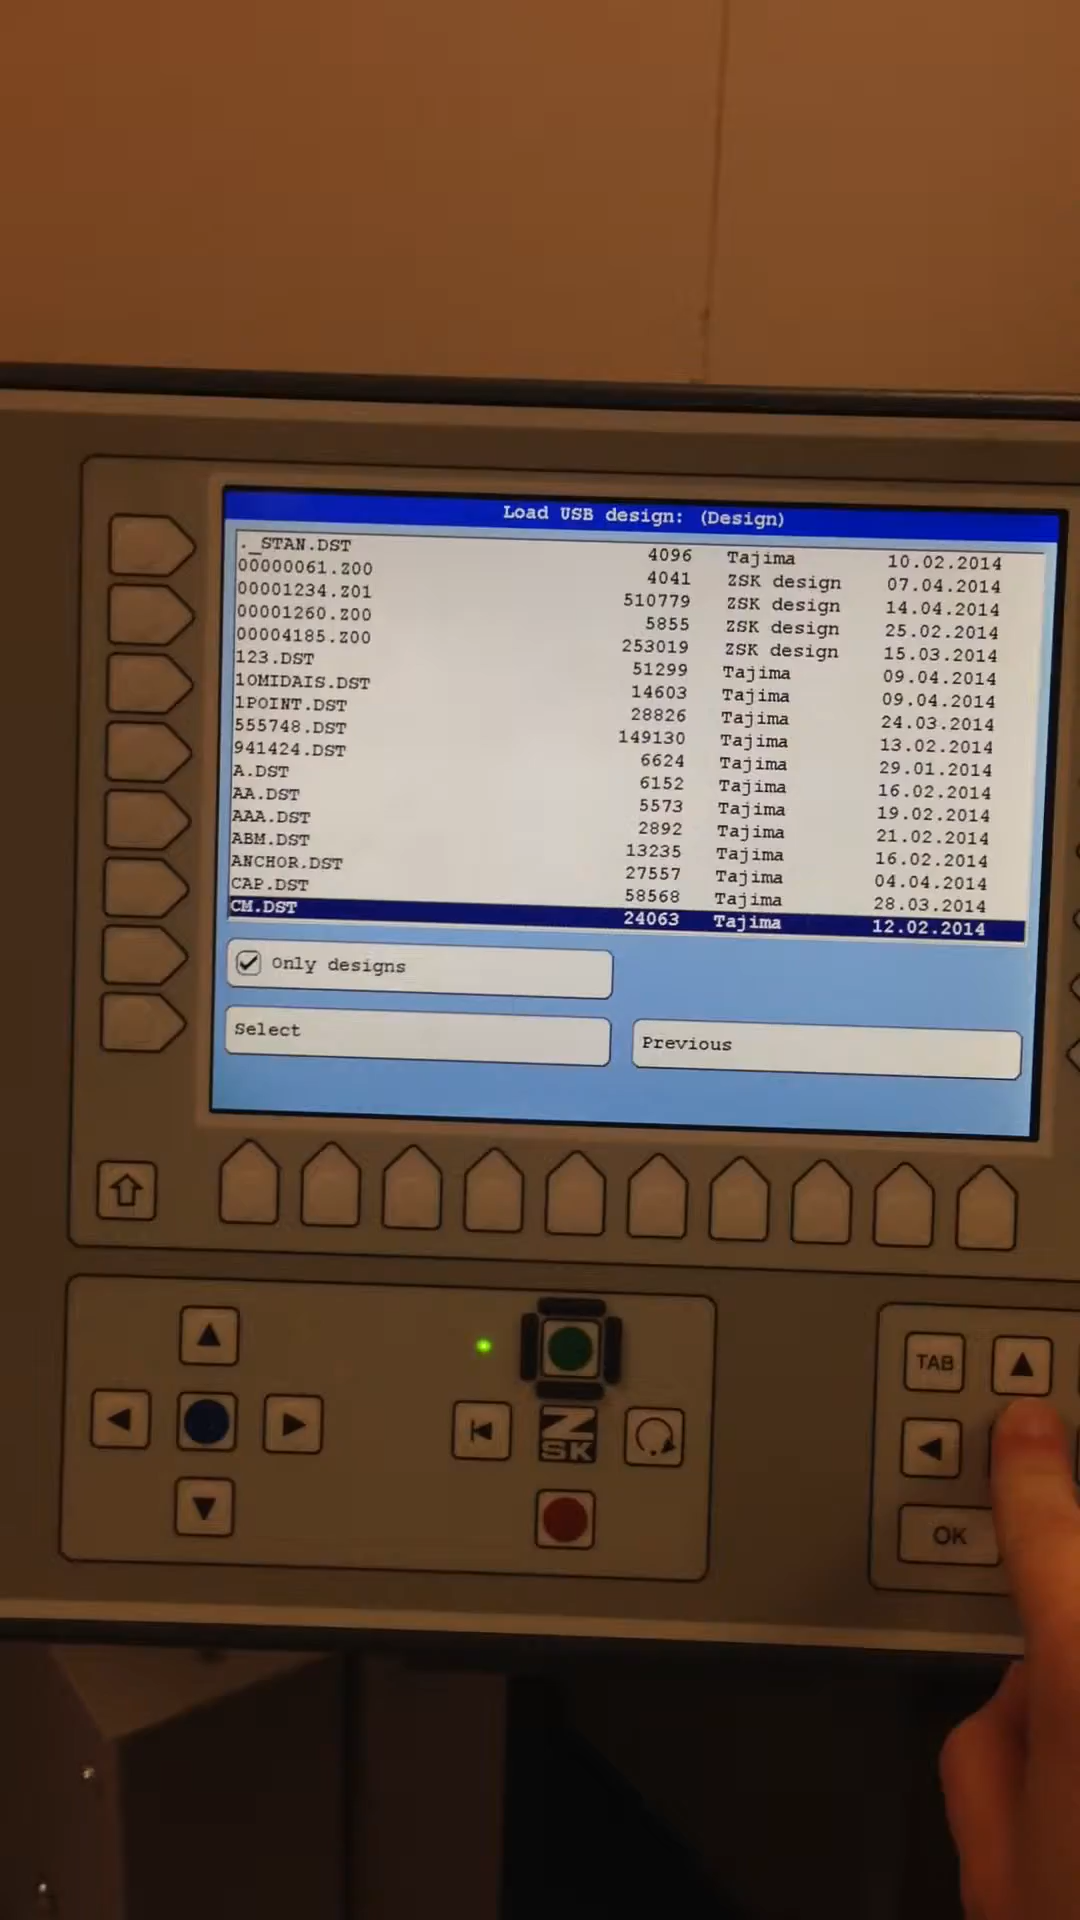 Load USB design: (Design)
._STAN.DST 4096 Tajima 10.02.2014
00000061.Z00 4041 ZSK design 07.04.2014
00001234.Z01 510779 ZSK design 14.04.2014
00001260.Z00 5855 ZSK design 25.02.2014
00004185.Z00 253019 ZSK design 15.03.2014
123.DST 51299 Tajima 09.04.2014
1OMIDAIS.DST 14603 Tajima 09.04.2014
1POINT.DST 28826 Tajima 24.03.2014
555748.DST 149130 Tajima 13.02.2014
941424.DST 6624 Tajima 29.01.2014
A.DST 6152 Tajima 16.02.2014
AA.DST 5573 Tajima 19.02.2014
AAA.DST 2892 Tajima 21.02.2014
ABM.DST 13235 Tajima 16.02.2014
ANCHOR.DST 27557 Tajima 04.04.2014
CAP.DST 58568 Tajima 28.03.2014
CM.DST 24063 Tajima 12.02.2014
Only designs
Select Previous
TAB
ZSK
OK